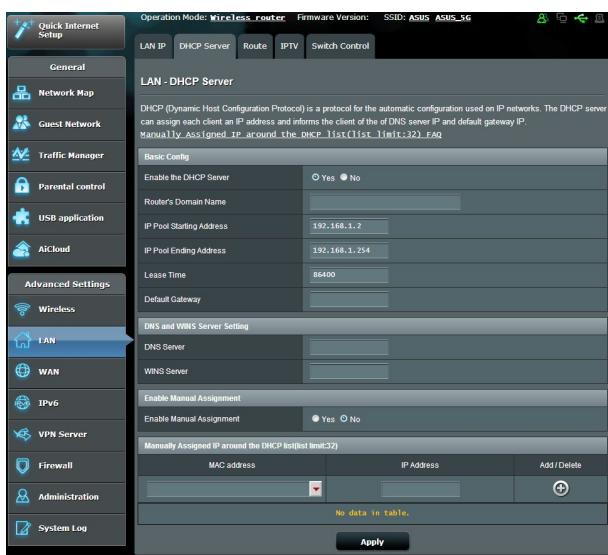 Quick Internet
Setup
Operation Mode: Wireless router Firmware Version: SSID: ASUS ASUS_5G
LAN IP DHCP Server Route IPTV Switch Control
General
Network Map
Guest Network
Traffic Manager
Parental control
USB application
AiCloud
Advanced Settings
Wireless
LAN
WAN
IPv6
VPN Server
Firewall
Administration
System Log
LAN - DHCP Server
DHCP (Dynamic Host Configuration Protocol) is a protocol for the automatic configuration used on IP networks. The DHCP server
can assign each client an IP address and informs the client of the of DNS server IP and default gateway
IP.
Manually Assigned IP around the DHCP list(list limit:32) FAQ
Basic Config
Enable the DHCP Server Yes No
Router's Domain Name
IP Pool Starting Address 192.168.1.2
IP Pool Ending Address 192.168.1.254
Lease Time 86400
Default Gateway
DNS and WINS Server Setting
DNS Server
WINS Server
Enable Manual Assignment
Enable Manual Assignment Yes No
Manually Assigned IP around the DHCP list(list limit:32)
MAC address IP Address Add / Delete
No data in table.
Apply